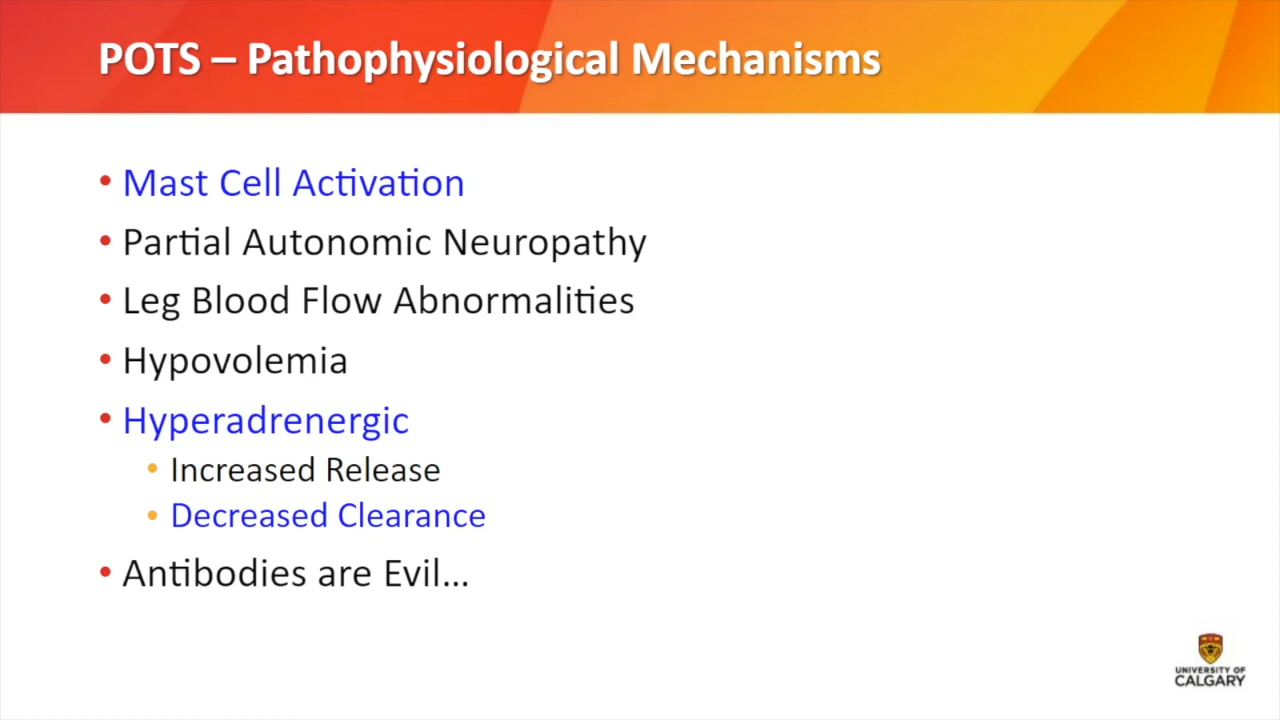 POTS – Pathophysiological Mechanisms
• Mast Cell Activation
• Partial Autonomic Neuropathy
• Leg Blood Flow Abnormalities
• Hypovolemia
• Hyperadrenergic
• Increased Release
• Decreased Clearance
• Antibodies are Evil...
UNIVERSITY OF
CALGARY